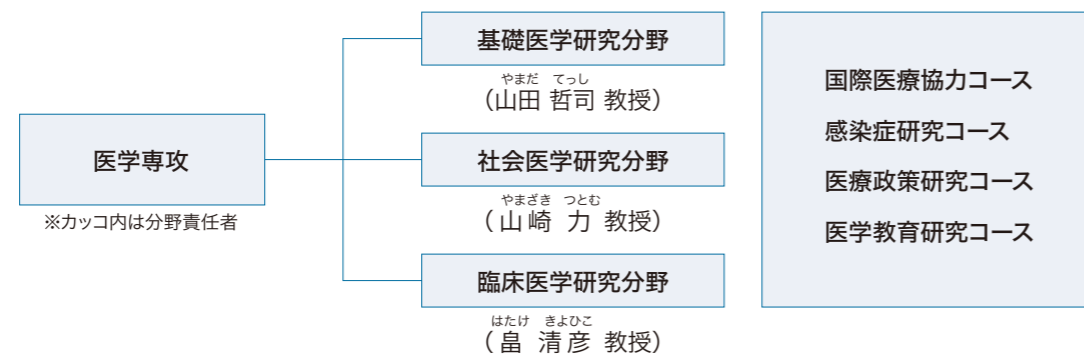 医学専攻
※カッコ内は分野責任者
基礎医学研究分野
やまだ てっし
（山田 哲司 教授）
社会医学研究分野
やまざき つとむ
（山崎 力 教授）
臨床医学研究分野
はたけ きよひこ
（畠 清彦 教授）
国際医療協力コース
感染症研究コース
医療政策研究コース
医学教育研究コース